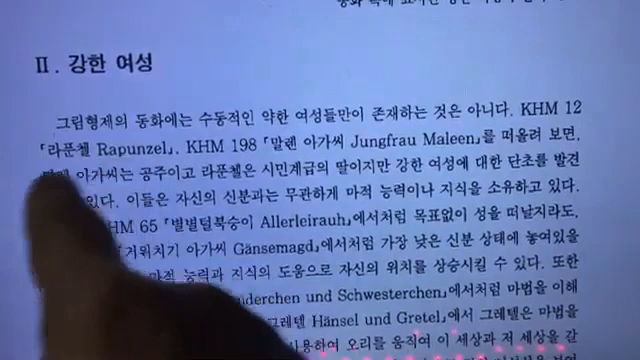 II. 강한 여성
그림형제의 동화에는 수동적인 약한 여성들만이 존재하는 것은 아니다. KHM 12
「라푼첼 Rapunzel」, KHM 198 「말렌 아가씨 Jungfrau Maleen」를 떠올려 보면,
아가씨는 공주이고 라푼첼은 시민계급의 딸이지만 강한 여성에 대한 단초를 발견
있다. 이들은 자신의 신분과는 무관하게 마적 능력이나 지식을 소유하고 있다.
KHM 65 「별별털북숭이 Allerleirauh」에서처럼 목표없이 성을 떠날지라도,
거위치기 아가씨 Gänsemagd」에서처럼 가장 낮은 신분 상태에 놓여있을
마적 능력과 지식의 도움으로 자신의 위치를 상승시킬 수 있다. 또한
und Schwesterchen」에서처럼 마법을 이해
그레텔 Hänsel und Gretel」에서 그레텔은 마법을
사용하여 오리를 움직여 이 세상과 저 세상을 갈